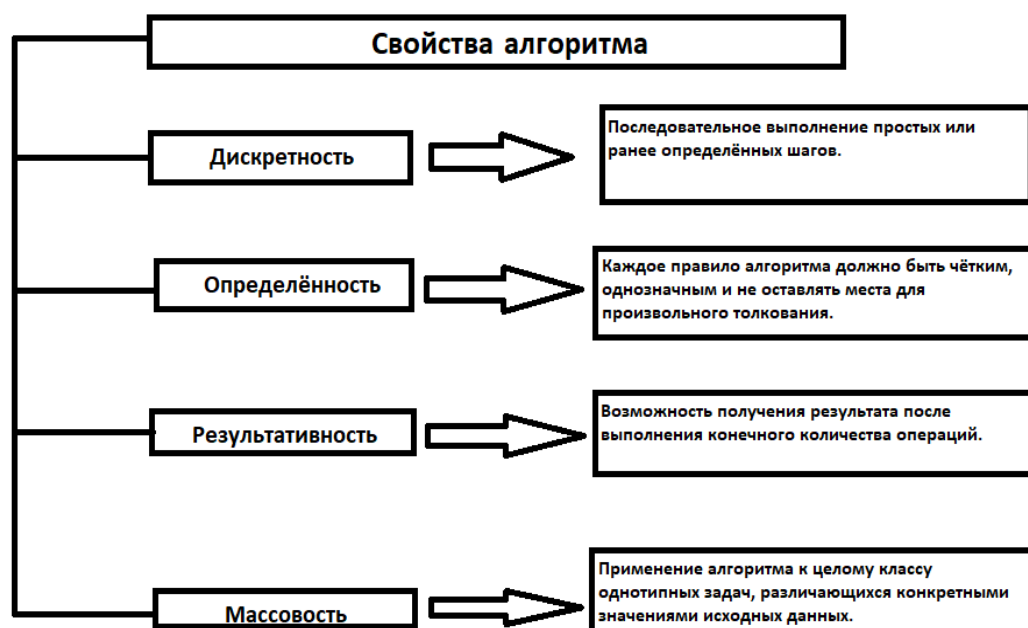 Свойства алгоритма
Дискретность
Последовательное выполнение простых или
ранее определённых шагов.
Определённость
Каждое правило алгоритма должно быть чётким,
однозначным и не оставлять места для
произвольного толкования.
Результативность
Возможность получения результата после
выполнения конечного количества операций.
Массовость
Применение алгоритма к целому классу
однотипных задач, различающихся конкретными
значениями исходных данных.